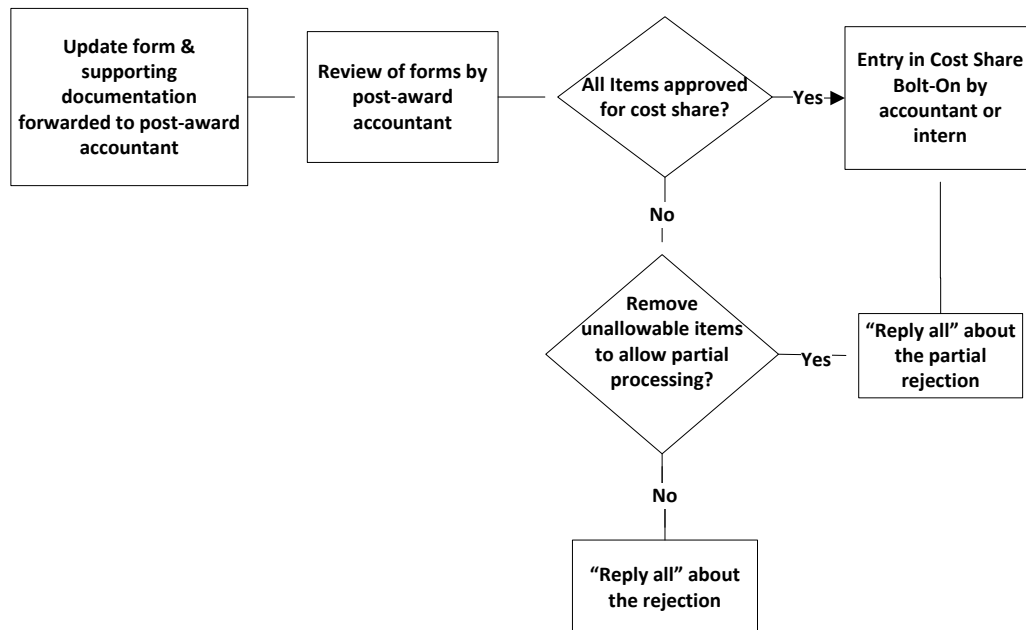 Update form &
supporting
documentation
forwarded to post-award
accountant
Review of forms by
post-award
accountant
All Items approved
for cost share?
Yes
Entry in Cost Share
Bolt-On by
accountant or
intern
No
Remove
unallowable items
to allow partial
processing?
Yes
“Reply all” about
the partial
rejection
No
“Reply all” about
the rejection